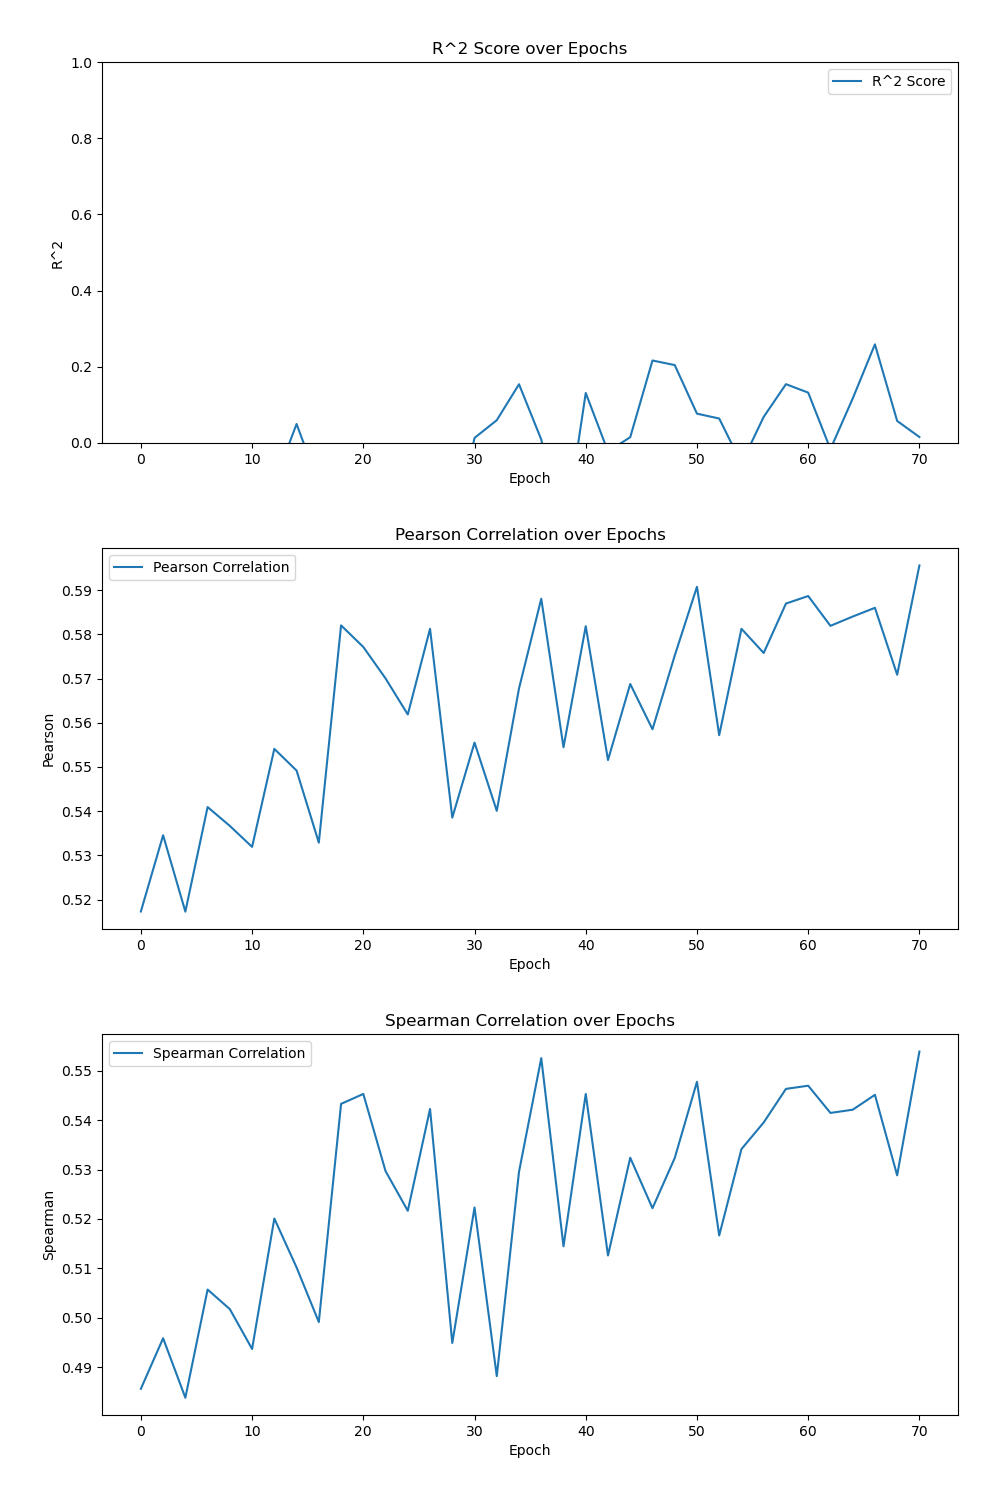 R^2 Score over Epochs
R^2 Score
1.0
0.8
0.6
0.4
0.2
0.0
R^2
0 10 20 30 40 50 60 70
Epoch
Pearson Correlation over Epochs
Pearson Correlation
0.59
0.58
0.57
0.56
0.55
0.54
0.53
0.52
Pearson
0 10 20 30 40 50 60 70
Epoch
Spearman Correlation over Epochs
Spearman Correlation
0.55
0.54
0.53
0.52
0.51
0.50
0.49
Spearman
0 10 20 30 40 50 60 70
Epoch